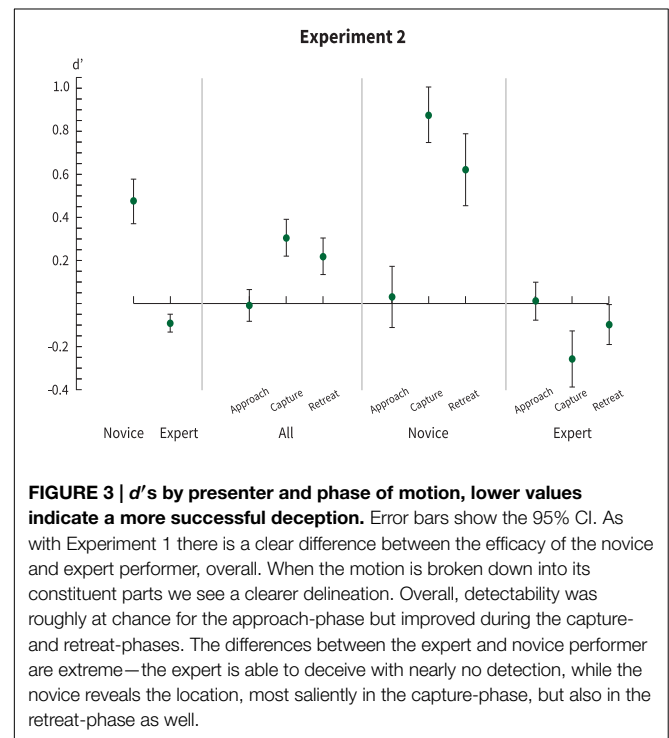 Experiment 2
d’
1.0
0.8
0.6
0.4
0.2
-0.2
-0.4
Approach Capture Retreat Approach Capture Retreat Approach Capture Retreat
Novice Expert All Novice Expert
FIGURE 3 | d′s by presenter and phase of motion, lower values
indicate a more successful deception. Error bars show the 95% CI. As
with Experiment 1 there is a clear difference between the efficacy of the novice
and expert performer, overall. When the motion is broken down into its
constituent parts we see a clearer delineation. Overall, detectability was
roughly at chance for the approach-phase but improved during the capture-
and retreat-phases. The differences between the expert and novice performer
are extreme—the expert is able to deceive with nearly no detection, while the
novice reveals the location, most saliently in the capture-phase, but also in the
retreat-phase as well.